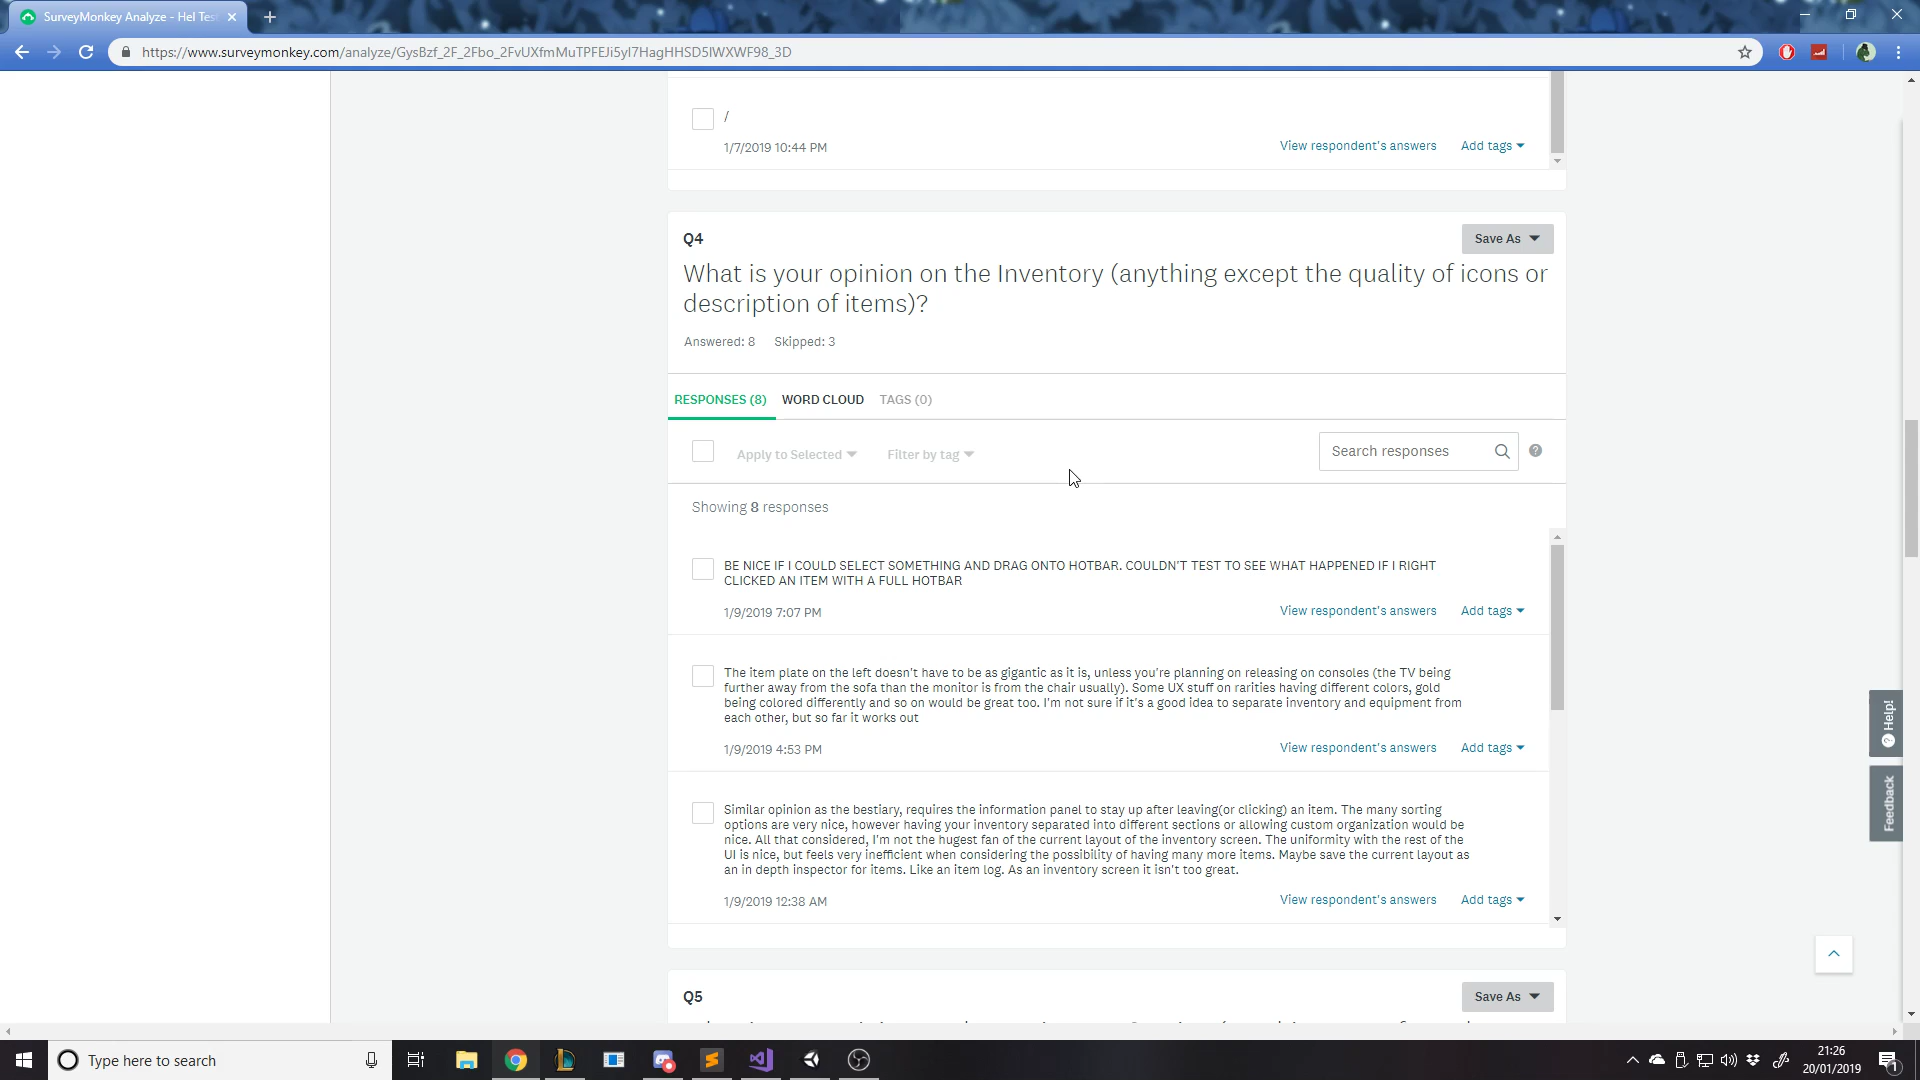 SurveyMonkey Analyze - Hel Tes
https://www.surveymonkey.com/analyze/GysBzf_2F_2Fbo_2FvUXfmMuTPFEJi5yI7HagHHSD5IWXWF98_3D
/
1/7/2019 10:44 PM
View respondent's answers
Add tags
Q4
Save As
What is your opinion on the Inventory (anything except the quality of icons or
description of items)?
Answered: 8 Skipped: 3
RESPONSES (8) WORD CLOUD TAGS (0)
Apply to Selected Filter by tag
Search responses
Showing 8 responses
BE NICE IF I COULD SELECT SOMETHING AND DRAG ONTO HOTBAR. COULDN'T TEST TO SEE WHAT HAPPENED IF I RIGHT
CLICKED AN ITEM WITH A FULL HOTBAR
1/9/2019 7:07 PM
View respondent's answers
Add tags
The item plate on the left doesn't have to be as gigantic as it is, unless you're planning on releasing on consoles (the TV being
further away from the sofa than the monitor is from the chair usually). Some UX stuff on rarities having different colors, gold
being colored differently and so on would be great too. I'm not sure if it's a good idea to separate inventory and equipment from
each other, but so far it works out
1/9/2019 4:53 PM
View respondent's answers
Add tags
Similar opinion as the bestiary, requires the information panel to stay up after leaving(or clicking) an item. The many sorting
options are very nice, however having your inventory separated into different sections or allowing custom organization would be
nice. All that considered, I'm not the hugest fan of the current layout of the inventory screen. The uniformity with the rest of the
UI is nice, but feels very inefficient when considering the possibility of having many more items. Maybe save the current layout as
an in depth inspector for items. Like an item log. As an inventory screen it isn't too great.
1/9/2019 12:38 AM
View respondent's answers
Add tags
Help!
Feedback
Q5
Save As
Type here to search
21:26
20/01/2019
1